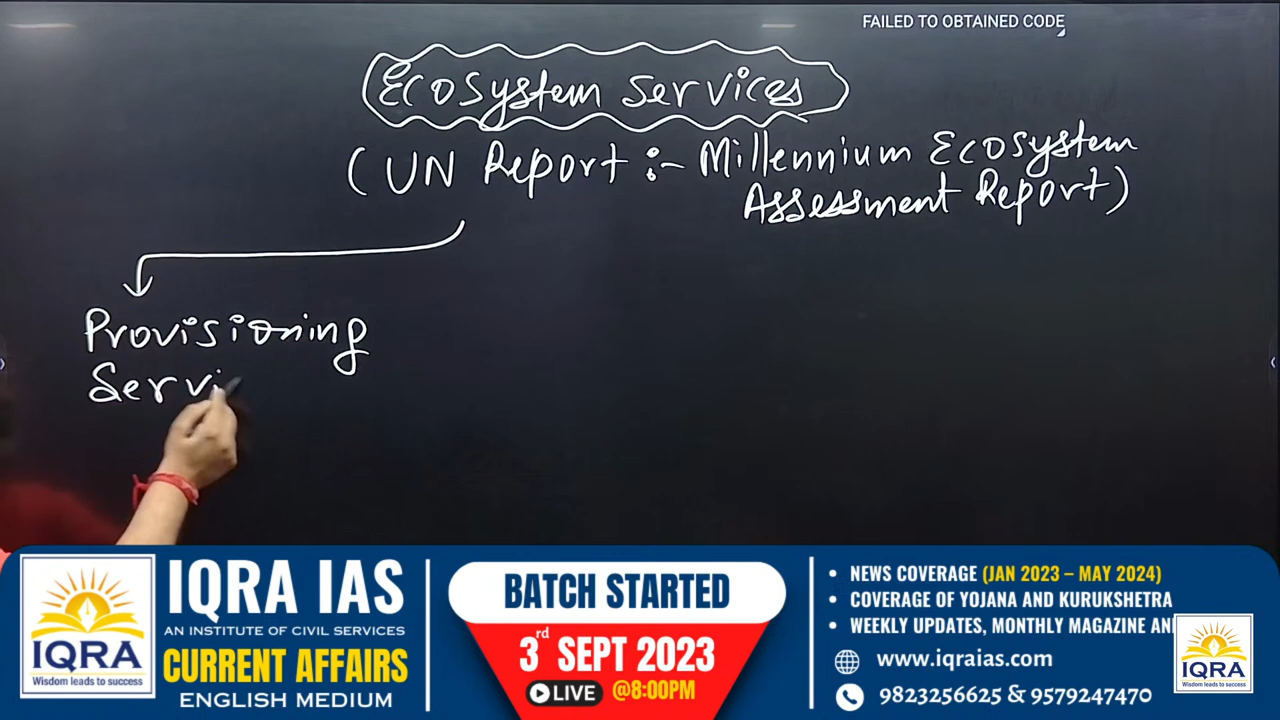 FAILED TO OBTAINED CODE
Ecosystem Services
(UN Report :- Millennium Ecosystem
Assessment Report)
Provisioning
Servi
IQRA
Wisdom leads to success
IQRA IAS
AN INSTITUTE OF CIVIL SERVICES
CURRENT AFFAIRS
ENGLISH MEDIUM
BATCH STARTED
3rd SEPT 2023
LIVE @8:00PM
• NEWS COVERAGE (JAN 2023 – MAY 2024)
• COVERAGE OF YOJANA AND KURUKSHETRA
• WEEKLY UPDATES, MONTHLY MAGAZINE AN
www.iqraias.com
9823256625 & 9579247470
IQRA
Wisdom leads to success